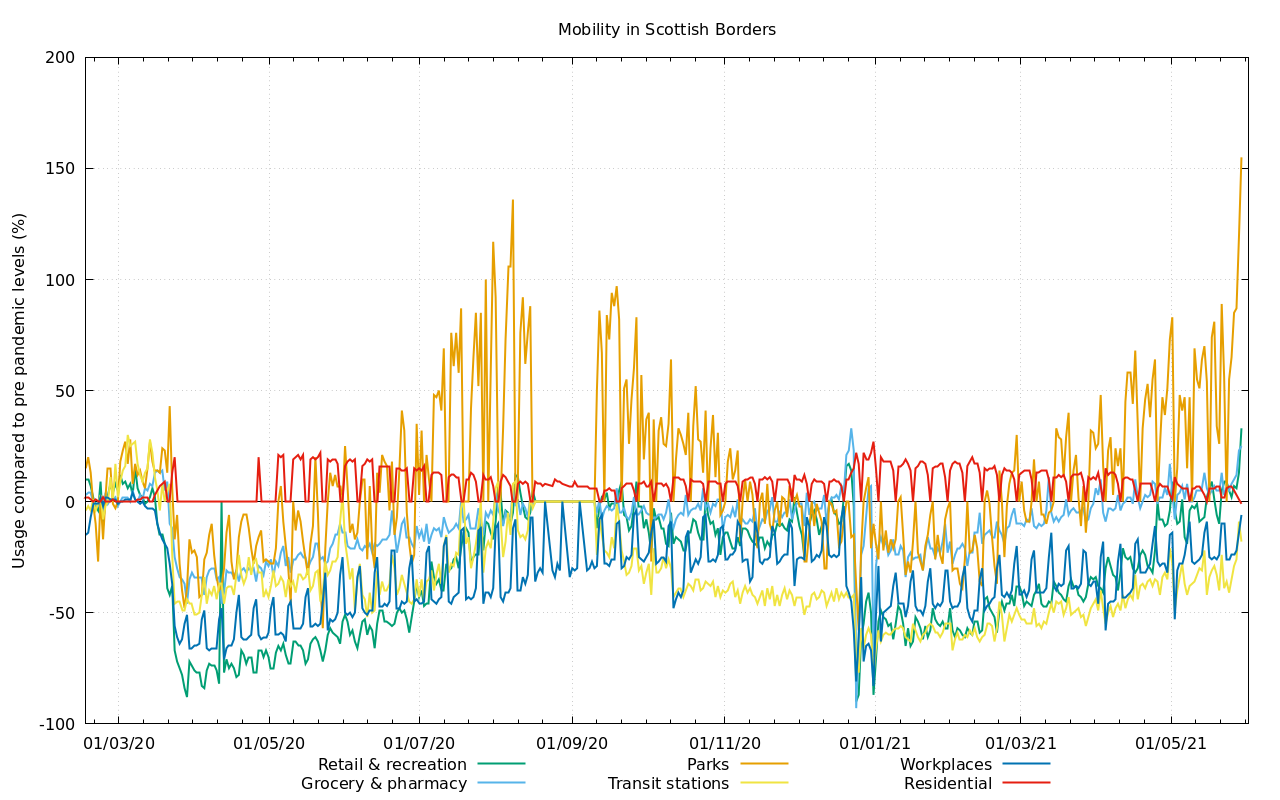 Mobility in Scottish Borders
Usage compared to pre pandemic levels (%)
200
150
100
50
0
-50
-100
01/03/20 01/05/20 01/07/20 01/09/20 01/11/20 01/01/21 01/03/21 01/05/21
Retail & recreation Parks Workplaces
Grocery & pharmacy Transit stations Residential